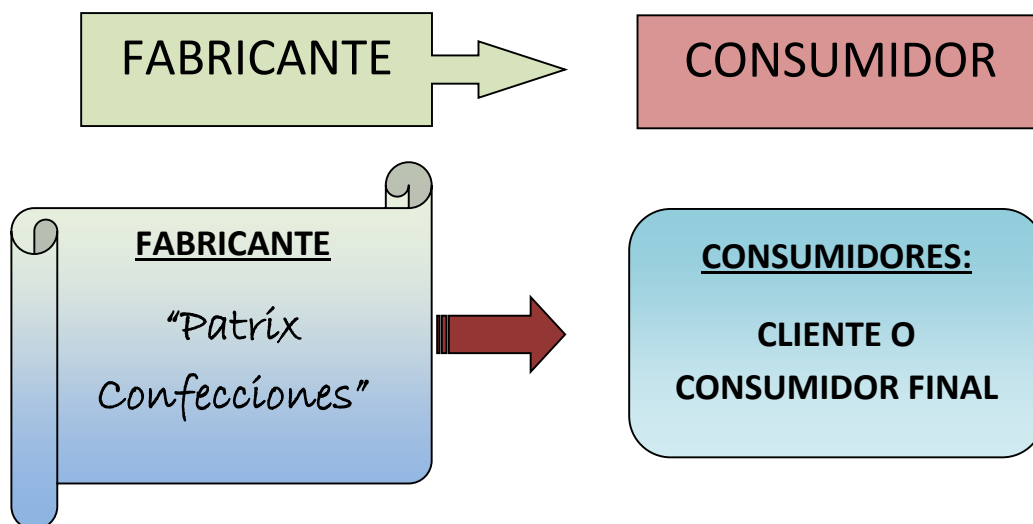 FABRICANTE
CONSUMIDOR
FABRICANTE
“Patrix
Confecciones”
CONSUMIDORES:
CLIENTE O
CONSUMIDOR FINAL